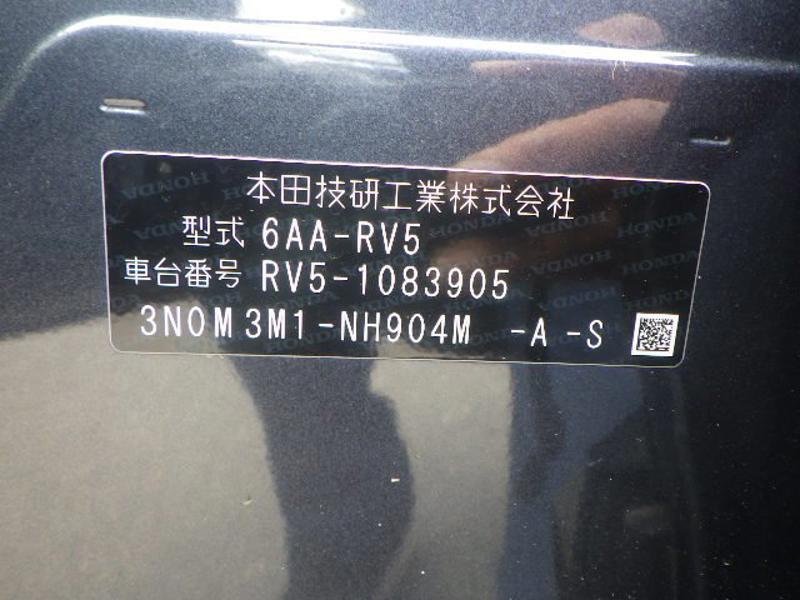 本田技研工業株式会社
型式 6AA-RV5
車台番号 RV5-1083905
3N0M3M1-NH904M -A-S